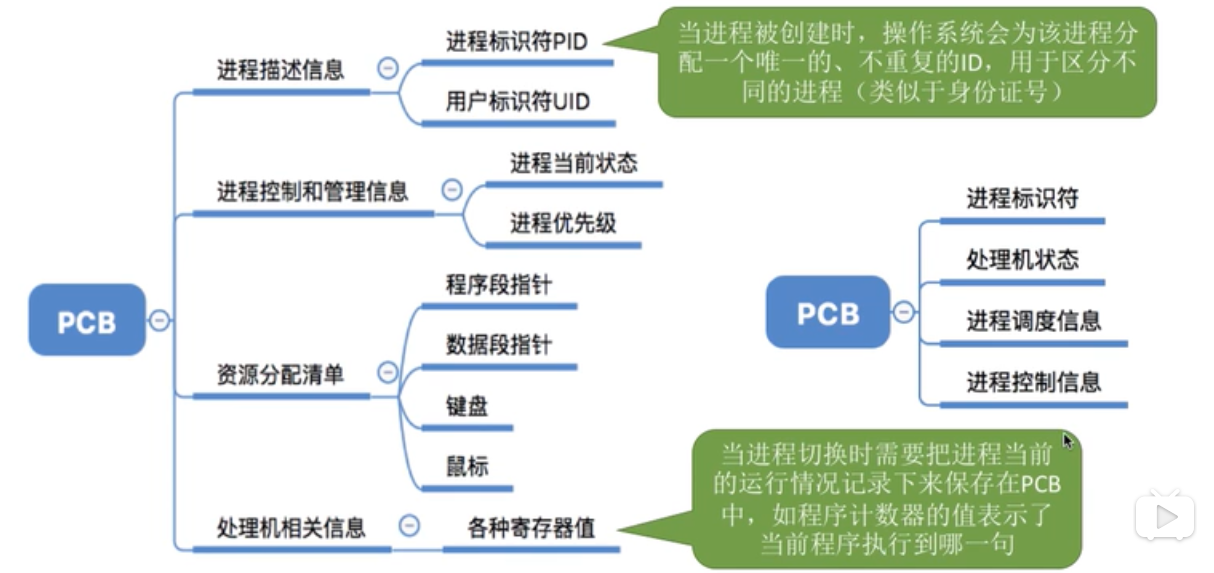 PCB
进程描述信息
进程标识符PID
用户标识符UID
进程控制和管理信息
进程当前状态
进程优先级
资源分配清单
程序段指针
数据段指针
键盘
鼠标
处理机相关信息
各种寄存器值
当进程被创建时，操作系统会为该进程分
配一个唯一的、不重复的ID，用于区分不
同的进程（类似于身份证号）
PCB
进程标识符
处理机状态
进程调度信息
进程控制信息
当进程切换时需要把进程当前
的运行情况记录下来保存在PCB
中，如程序计数器的值表示了
当前程序执行到哪一句